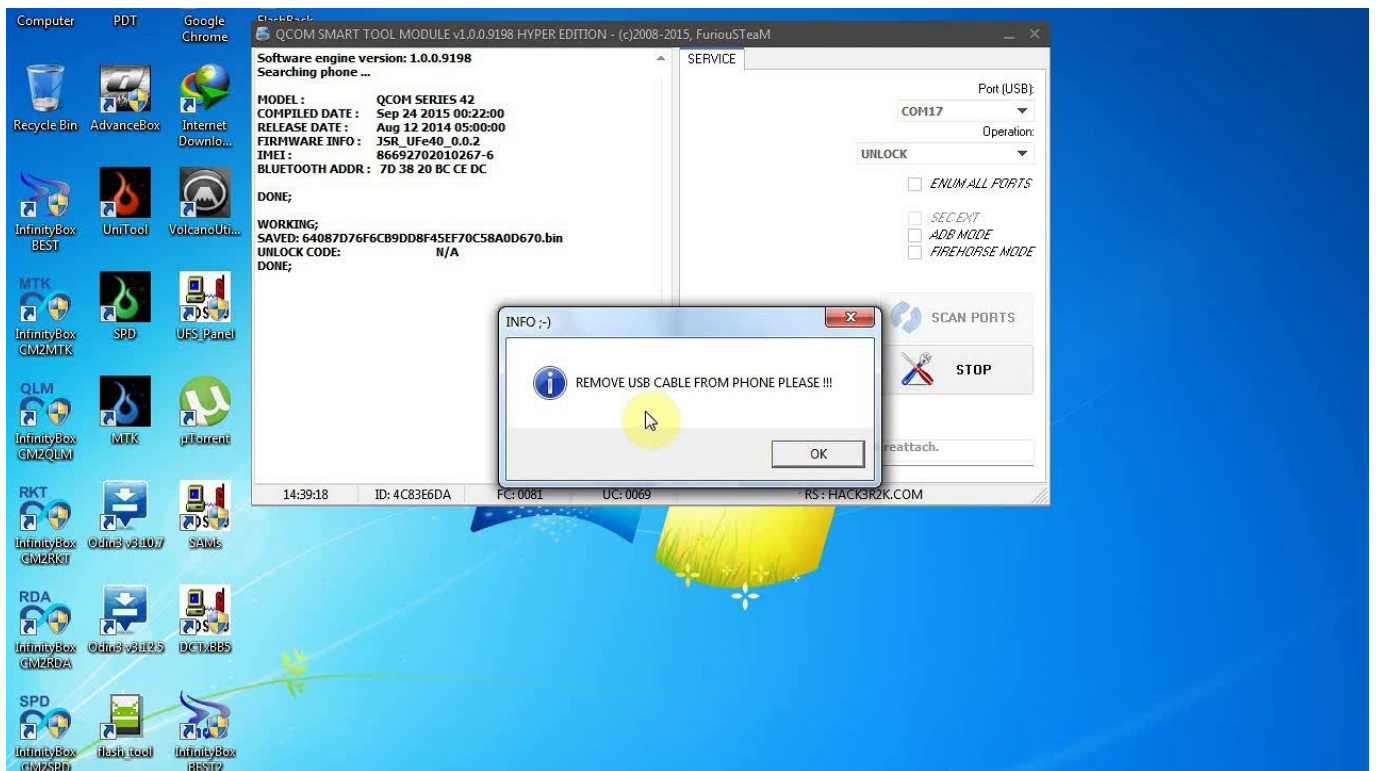 Computer
PDT
Google
Chrome
FlashBack
Recycle Bin
AdvanceBox
Internet
Downlo...
InfinityBox
BEST
UniTool
VolcanoUti...
MTK
InfinityBox
CM2MTK
SPD
UFS_Panel
QLM
InfinityBox
CM2QLM
MTK
µTorrent
RKT
InfinityBox
CM2RKT
Odin3 v3.10.7
SAMs
RDA
InfinityBox
CM2RDA
Odin3 v3.12.5
DCTxBB5
SPD
InfinityBox
CM2SPD
flash_tool
InfinityBox
BEST2
QCOM SMART TOOL MODULE v1.0.0.9198 HYPER EDITION - (c)2008-2015, FuriouSTeaM
Software engine version: 1.0.0.9198
Searching phone ...
MODEL : QCOM SERIES 42
COMPILED DATE : Sep 24 2015 00:22:00
RELEASE DATE : Aug 12 2014 05:00:00
FIRMWARE INFO : JSR_UFe40_0.0.2
IMEI : 86692702010267-6
BLUETOOTH ADDR : 7D 38 20 BC CE DC
DONE;
WORKING;
SAVED: 64087D76F6CB9DD8F45EF70C58A0D670.bin
UNLOCK CODE: N/A
DONE;
SERVICE
Port (USB):
COM17
Operation:
UNLOCK
ENUM ALL PORTS
SEC EXT
ADB MODE
FIREHORSE MODE
SCAN PORTS
STOP
reattach.
INFO ;-)
REMOVE USB CABLE FROM PHONE PLEASE !!!
OK
14:39:18 ID: 4C83E6DA FC: 0081 UC: 0069 RS : HACK3R2K.COM